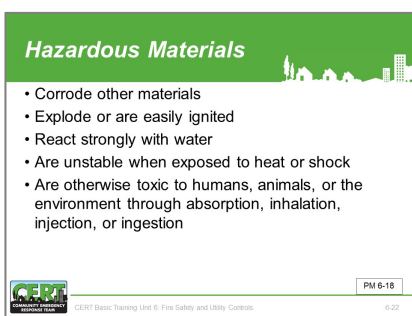 Hazardous Materials
• Corrode other materials
• Explode or are easily ignited
• React strongly with water
• Are unstable when exposed to heat or shock
• Are otherwise toxic to humans, animals, or the
environment through absorption, inhalation,
injection, or ingestion
PM 6-18
CERT
COMMUNITY EMERGENCY
RESPONSE TEAM
CERT Basic Training Unit 6: Fire Safety and Utility Controls
6-22